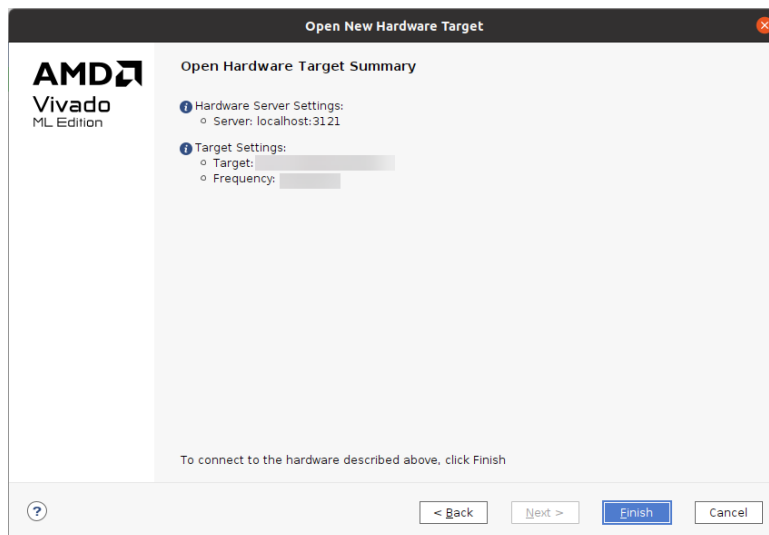 Open New Hardware Target
AMD
Vivado
ML Edition
Open Hardware Target Summary
Hardware Server Settings:
Server: localhost:3121
Target Settings:
Target:
Frequency:
To connect to the hardware described above, click Finish
?
< Back
Next >
Finish
Cancel